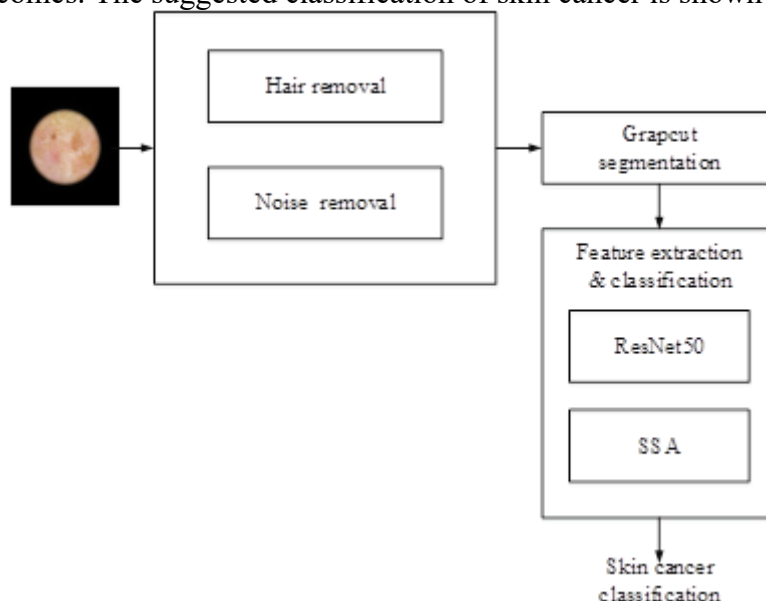 comes. The suggested classification of skin cancer is shown
Hair removal
Noise removal
Grapcut
segmentation
Feature extraction
& classification
ResNet50
SSA
Skin cancer
classification